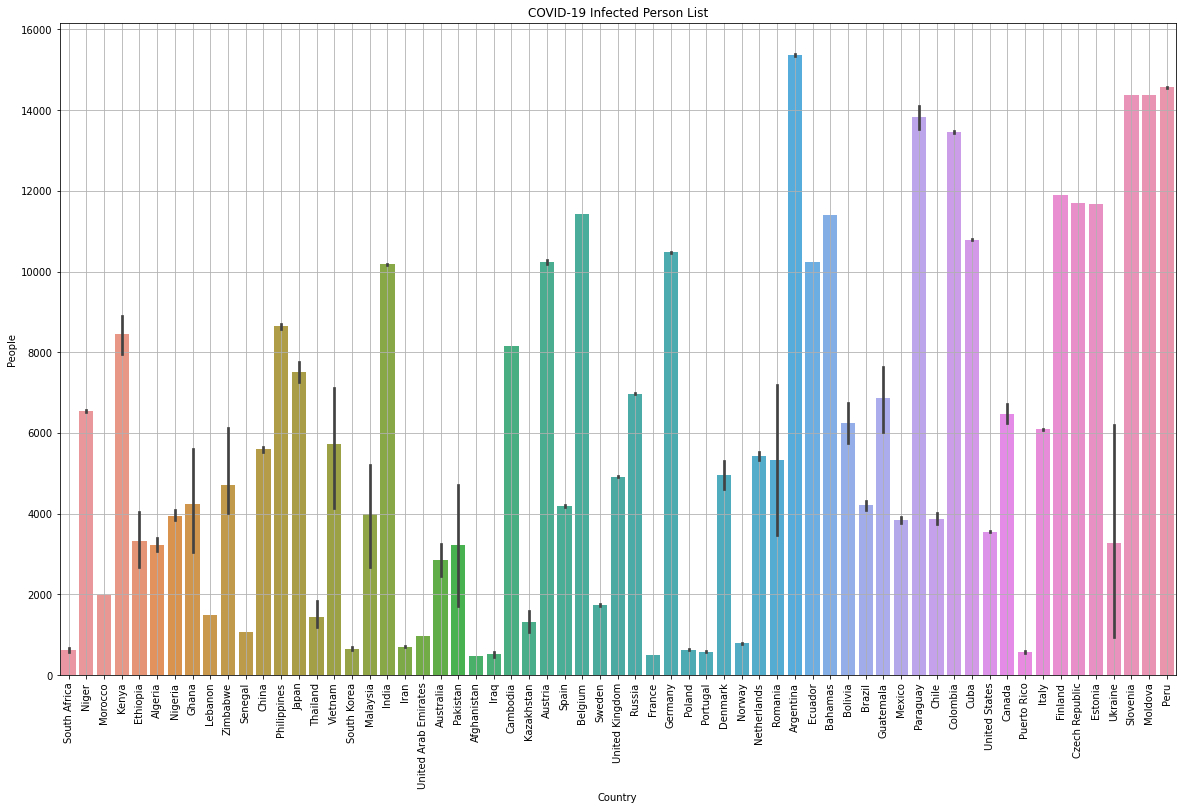 COVID-19 Infected Person List
People
16000
14000
12000
10000
8000
6000
4000
2000
0
South Africa
Niger
Morocco
Kenya
Ethiopia
Algeria
Nigeria
Ghana
Lebanon
Zimbabwe
Senegal
China
Philippines
Japan
Thailand
Vietnam
South Korea
Malaysia
India
Iran
United Arab Emirates
Australia
Pakistan
Afghanistan
Iraq
Cambodia
Kazakhstan
Austria
Spain
Belgium
Sweden
United Kingdom
Russia
France
Germany
Poland
Portugal
Denmark
Norway
Netherlands
Romania
Argentina
Ecuador
Bahamas
Bolivia
Brazil
Guatemala
Mexico
Paraguay
Chile
Colombia
Cuba
United States
Canada
Puerto Rico
Italy
Finland
Czech Republic
Estonia
Ukraine
Slovenia
Moldova
Peru
Country